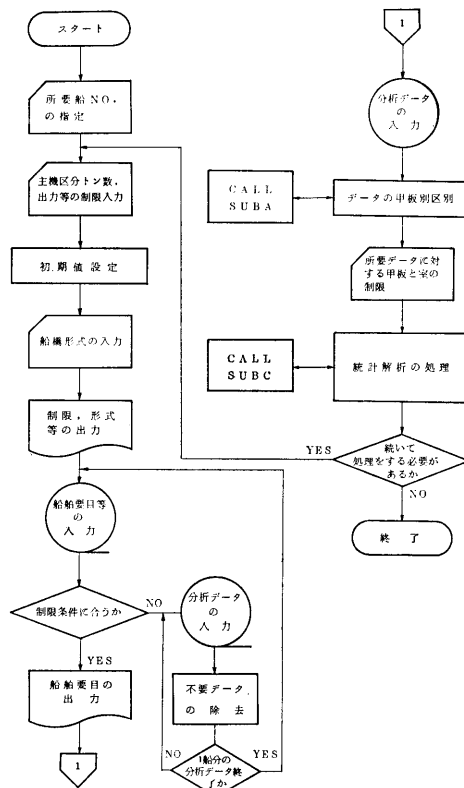 スタート
所要船NO.
の指定
主機区分トン数,
出力等の制限入力
初期値設定
船橋形式の入力
制限,形式
等の出力
船舶要目等
の
入力
制限条件に合うか
NO
YES
船舶要目の
出力
1
分析データ
の
入力
不要データ
の除去
1船分の
分析データ終
了か
NO
YES
1
分析データ
の
入力
CALL
SUBA
データの甲板別区別
所要データに対
する甲板と室の
制限
CALL
SUBC
統計解析の処理
続いて
処理をする必要が
あるか
YES
NO
終了